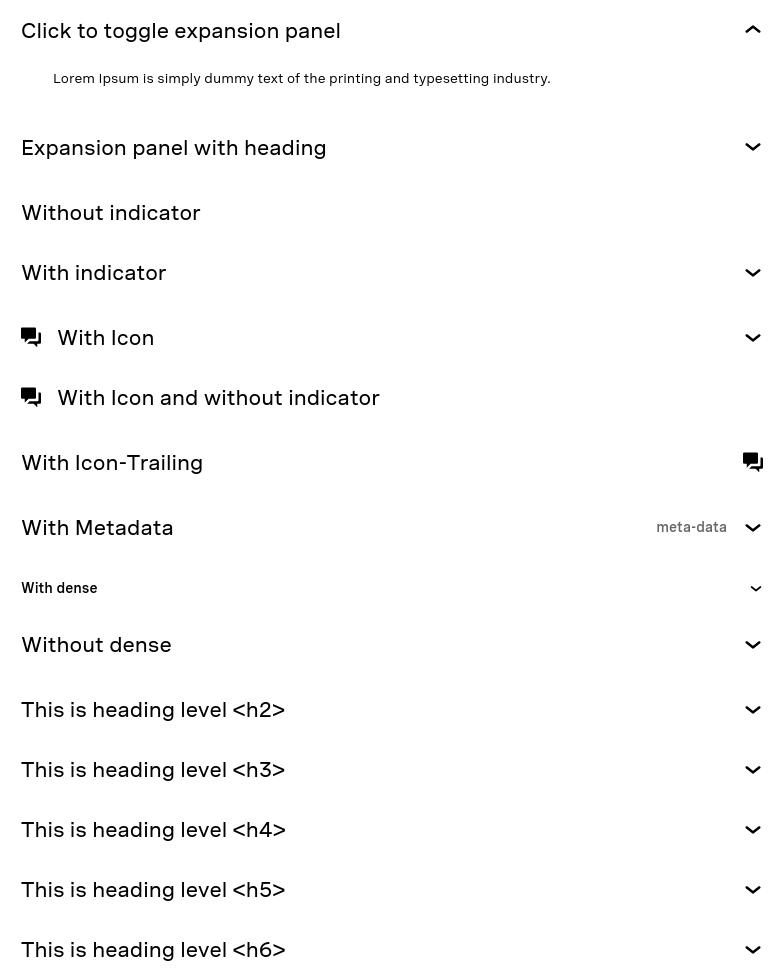 Click to toggle expansion panel
Lorem Ipsum is simply dummy text of the printing and typesetting industry.
Expansion panel with heading
Without indicator
With indicator
With Icon
With Icon and without indicator
With Icon-Trailing
With Metadata meta-data
With dense
Without dense
This is heading level <h2>
This is heading level <h3>
This is heading level <h4>
This is heading level <h5>
This is heading level <h6>